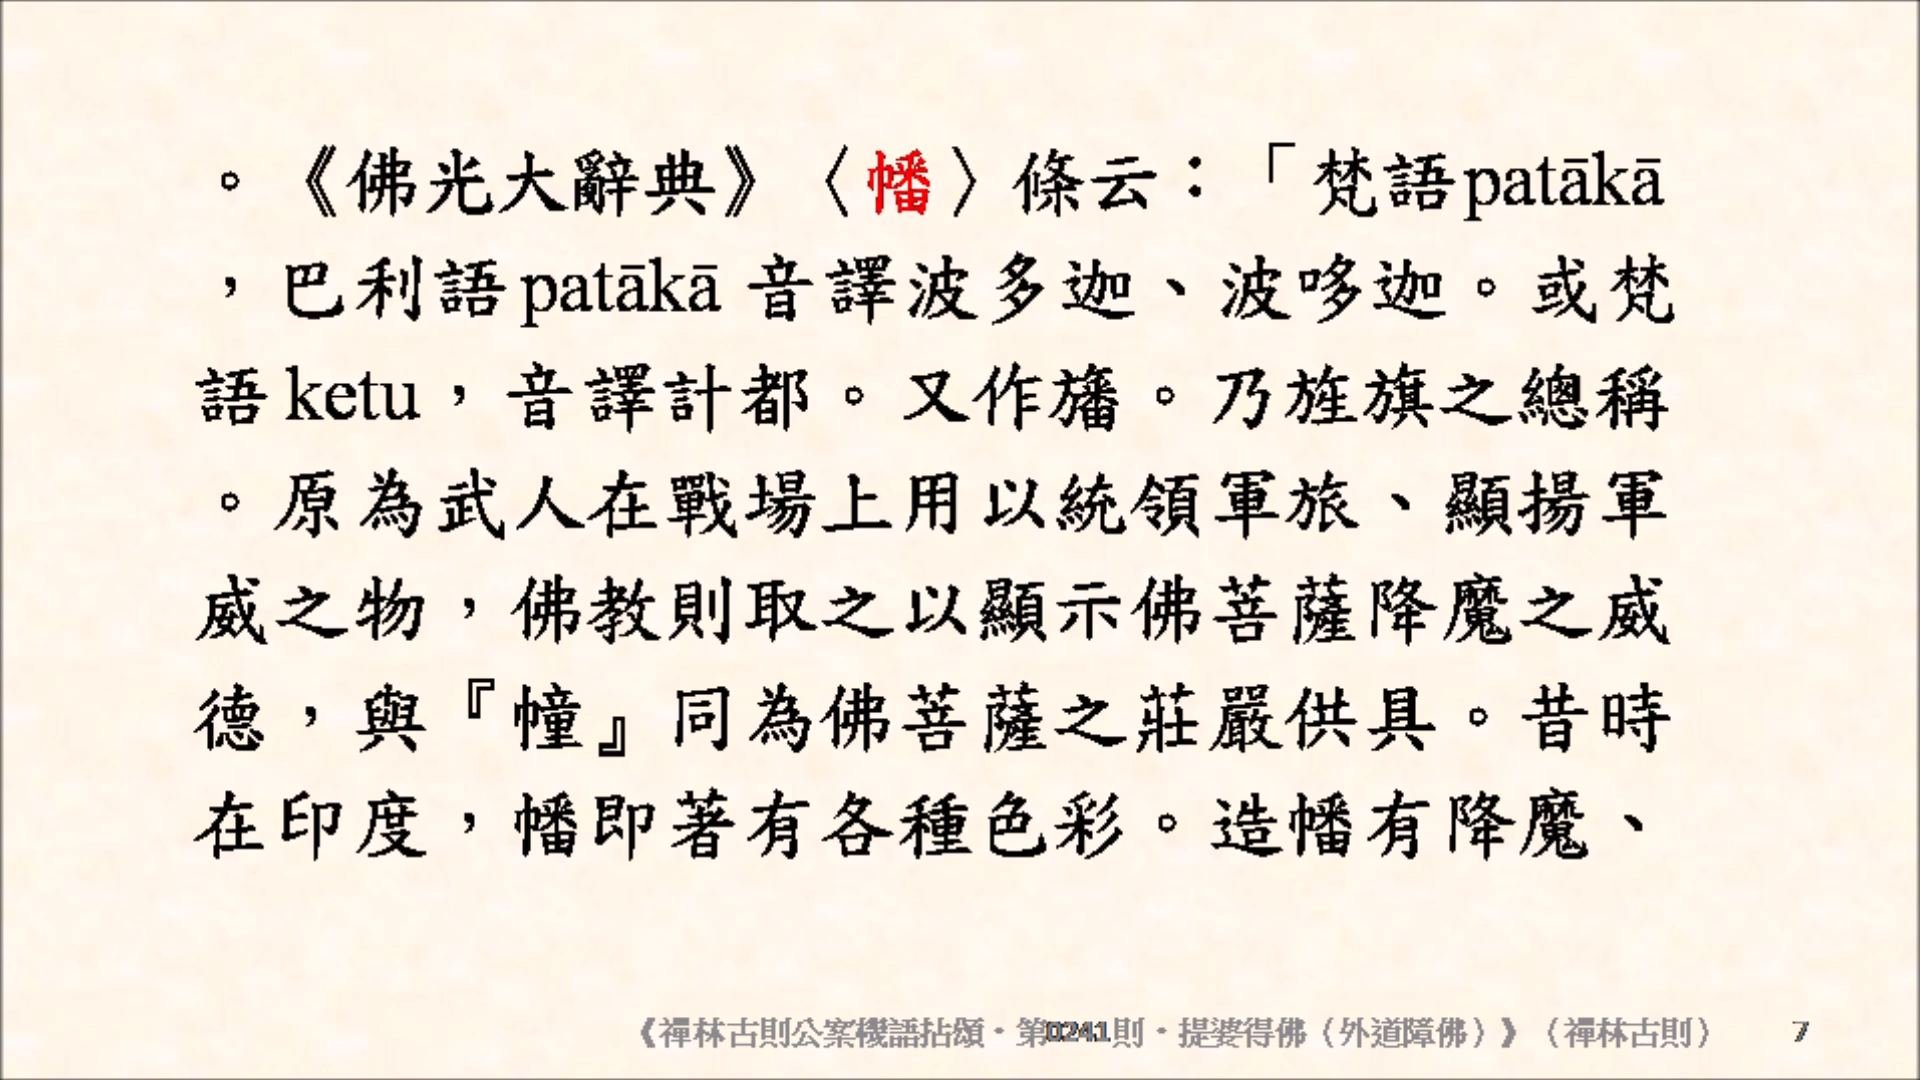 。《佛光大辭典》〈幡〉條云：「梵語patākā
，巴利語patākā 音譯波多迦、波哆迦。或梵
語 ketu，音譯計都。又作旛。乃旌旗之總稱
。原為武人在戰場上用以統領軍旅、顯揚軍
威之物，佛教則取之以顯示佛菩薩降魔之威
德，與『幢』同為佛菩薩之莊嚴供具。昔時
在印度，幡即著有各種色彩。造幡有降魔、
《禪林古則公案機語拈頌‧第0241則‧提婆得佛（外道障佛）》（禪林古則） 7